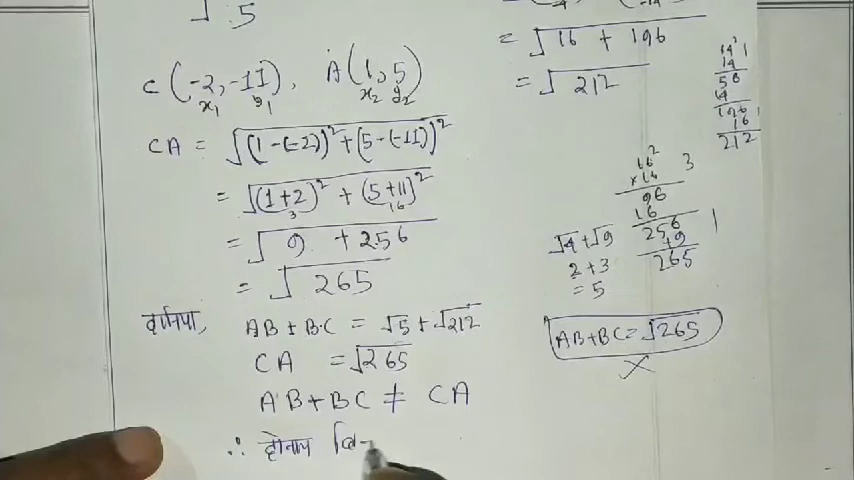 √5
C(-2,-11), A(1,5)
x₁ y₁ x₂ y₂
CA = √((1-(-2))² + (5-(-11))²
= √(1+2)² + (5+11)²
3 16
= √9 + 256
= √265
AB+BC = √5 + √212
CA = √265
AB+BC ≠ CA
∴
= √16 + 196
= √212
14
14
56
14
196
16
212
16
×16
96
16
256
+9
265
√4+√9
2+3
= 5
AB+BC=√265
×